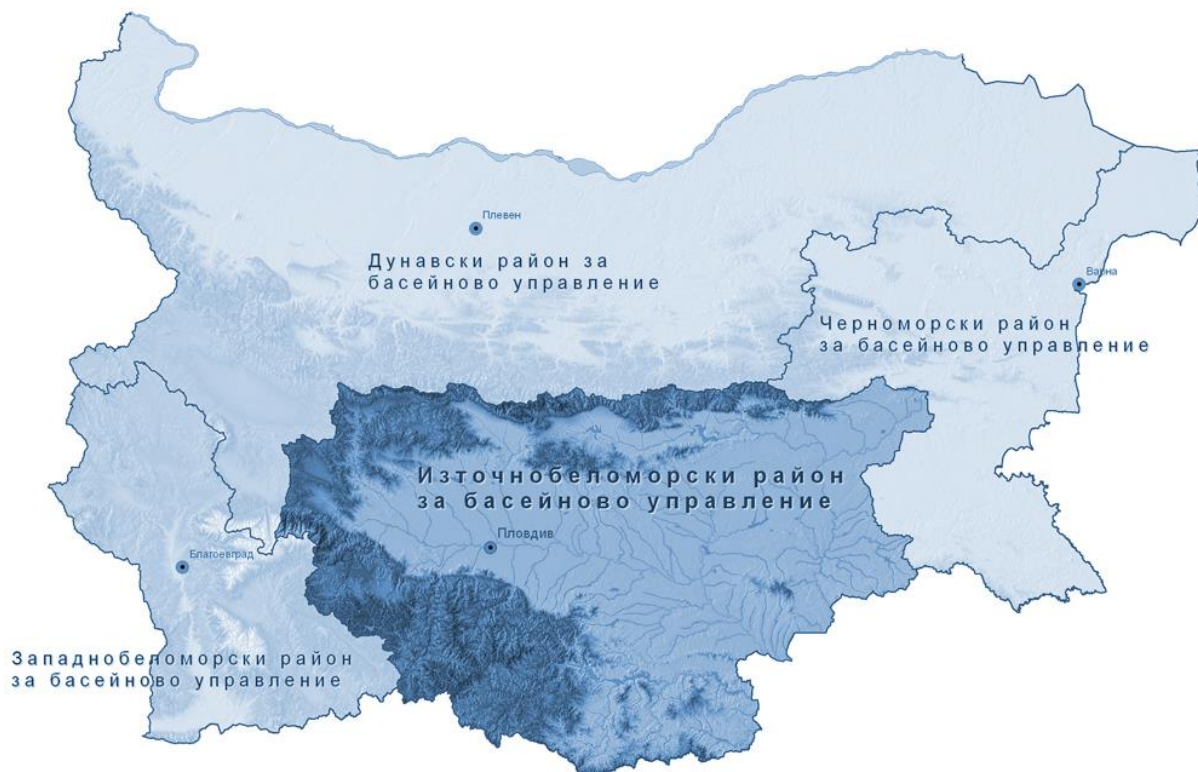 Плевен
Дунавски район за
басейново управление
Варна
Черноморски район
за басейново управление
Източнобеломорски район
за басейново управление
Пловдив
Благоевград
Западнобеломорски район
за басейново управление